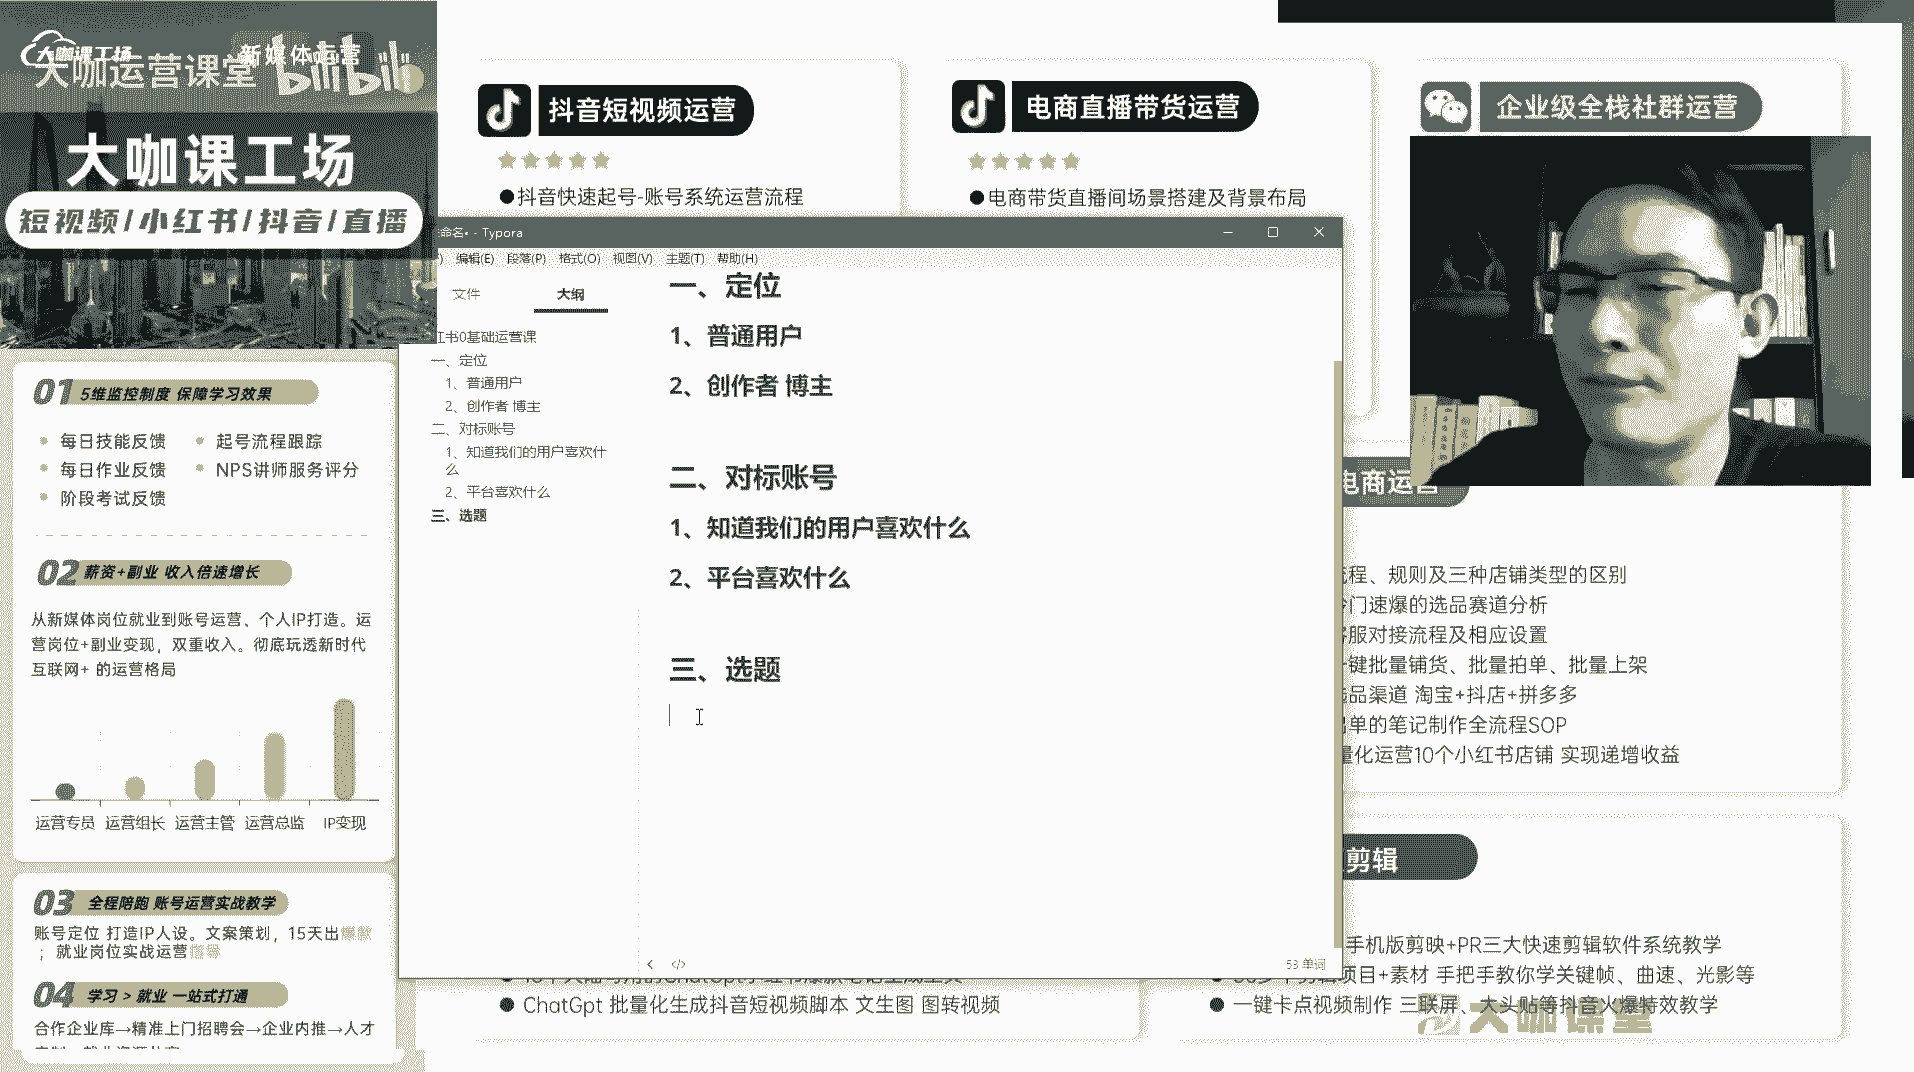 大咖课工场
新媒体运营
大咖运营课堂 bilibili
大咖课工场
短视频/小红书/抖音/直播
01 5维监控制度 保障学习效果
每日技能反馈
起号流程跟踪
每日作业反馈
NPS讲师服务评分
阶段考试反馈
02 薪资+副业 收入倍速增长
从新媒体岗位就业到账号运营、个人IP打造。运
营岗位+副业变现，双重收入。彻底玩透新时代
互联网+ 的运营格局
运营专员 运营组长 运营主管 运营总监 IP变现
03 全程陪跑 账号运营实战教学
账号定位 打造IP人设。文案策划，15天出爆款
；就业岗位实战运营
04 学习 > 就业 一站式打通
合作企业库→精准上门招聘会→企业内推→人才
抖音短视频运营
●抖音快速起号-账号系统运营流程
电商直播带货运营
●电商带货直播间场景搭建及背景布局
企业级全栈社群运营
命名• - Typora
编辑(E) 段落(P) 格式(O) 视图(V) 主题(T) 帮助(H)
文件
大纲
书0基础运营课
一、定位
1、普通用户
2、创作者 博主
二、对标账号
1、知道我们的用户喜欢什
么
2、平台喜欢什么
三、选题
一、定位
1、普通用户
2、创作者 博主
二、对标账号
1、知道我们的用户喜欢什么
2、平台喜欢什么
三、选题
53 单词
电商运营
程、规则及三种店铺类型的区别
门速爆的选品赛道分析
服对接流程及相应设置
键批量铺货、批量拍单、批量上架
品渠道 淘宝+抖店+拼多多
单的笔记制作全流程SOP
量化运营10个小红书店铺 实现递增收益
剪辑
手机版剪映+PR三大快速剪辑软件系统教学
项目+素材 手把手教你学关键帧、曲速、光影等
●一键卡点视频制作 三联屏、大头贴等抖音火爆特效教学
●ChatGpt 批量化生成抖音短视频脚本 文生图 图转视频
大咖课堂